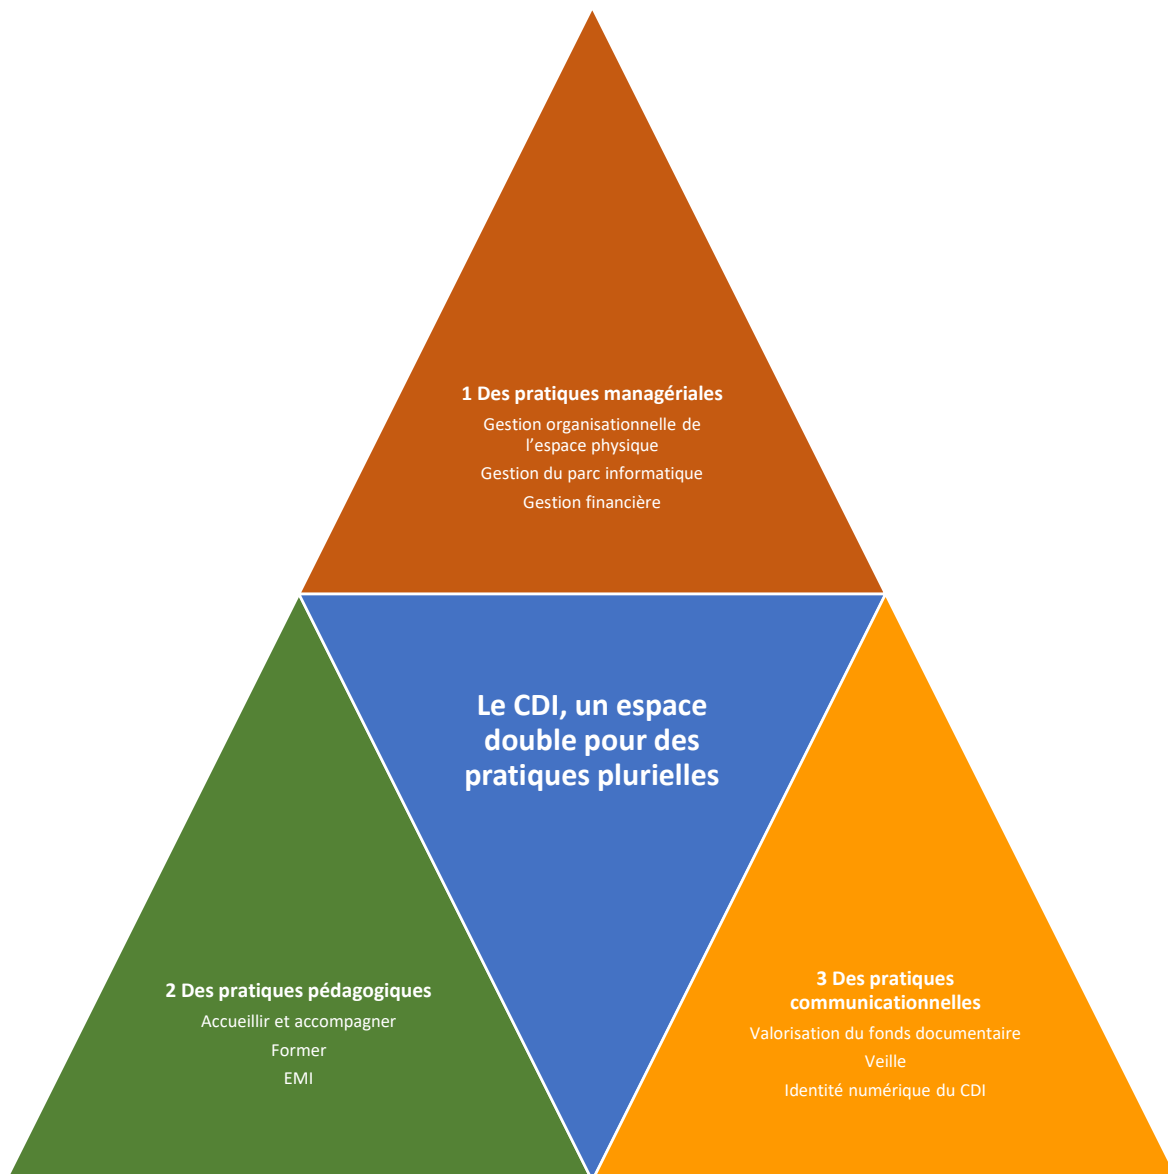 1 Des pratiques managériales
Gestion organisationnelle de
l’espace physique
Gestion du parc informatique
Gestion financière
Le CDI, un espace
double pour des
pratiques plurielles
2 Des pratiques pédagogiques
Accueillir et accompagner
Former
EMI
3 Des pratiques
communicationnelles
Valorisation du fonds documentaire
Veille
Identité numérique du CDI